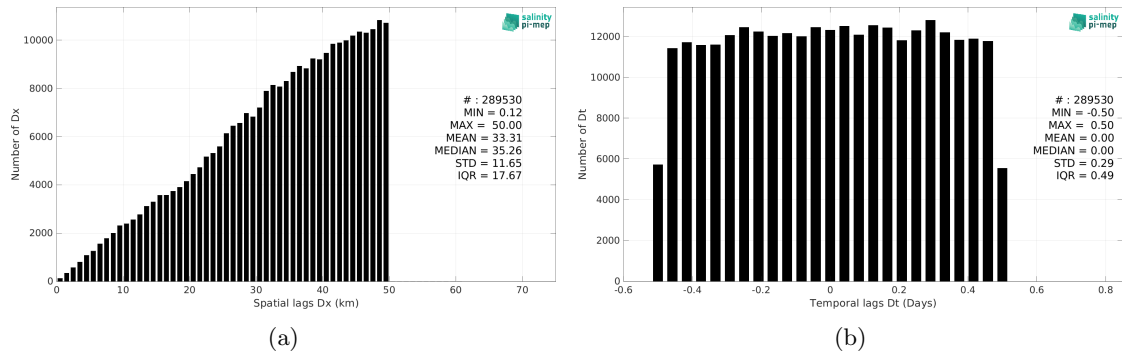 salinity
pi-mep
10000
8000
6000
4000
2000
0
Number of Dx
# : 289530
MIN = 0.12
MAX = 50.00
MEAN = 33.31
MEDIAN = 35.26
STD = 11.65
IQR = 17.67
0 10 20 30 40 50 60 70
Spatial lags Dx (km)
(a)
salinity
pi-mep
12000
10000
8000
6000
4000
2000
0
Number of Dt
# : 289530
MIN = -0.50
MAX = 0.50
MEAN = 0.00
MEDIAN = 0.00
STD = 0.29
IQR = 0.49
-0.6 -0.4 -0.2 0 0.2 0.4 0.6 0.8
Temporal lags Dt (Days)
(b)